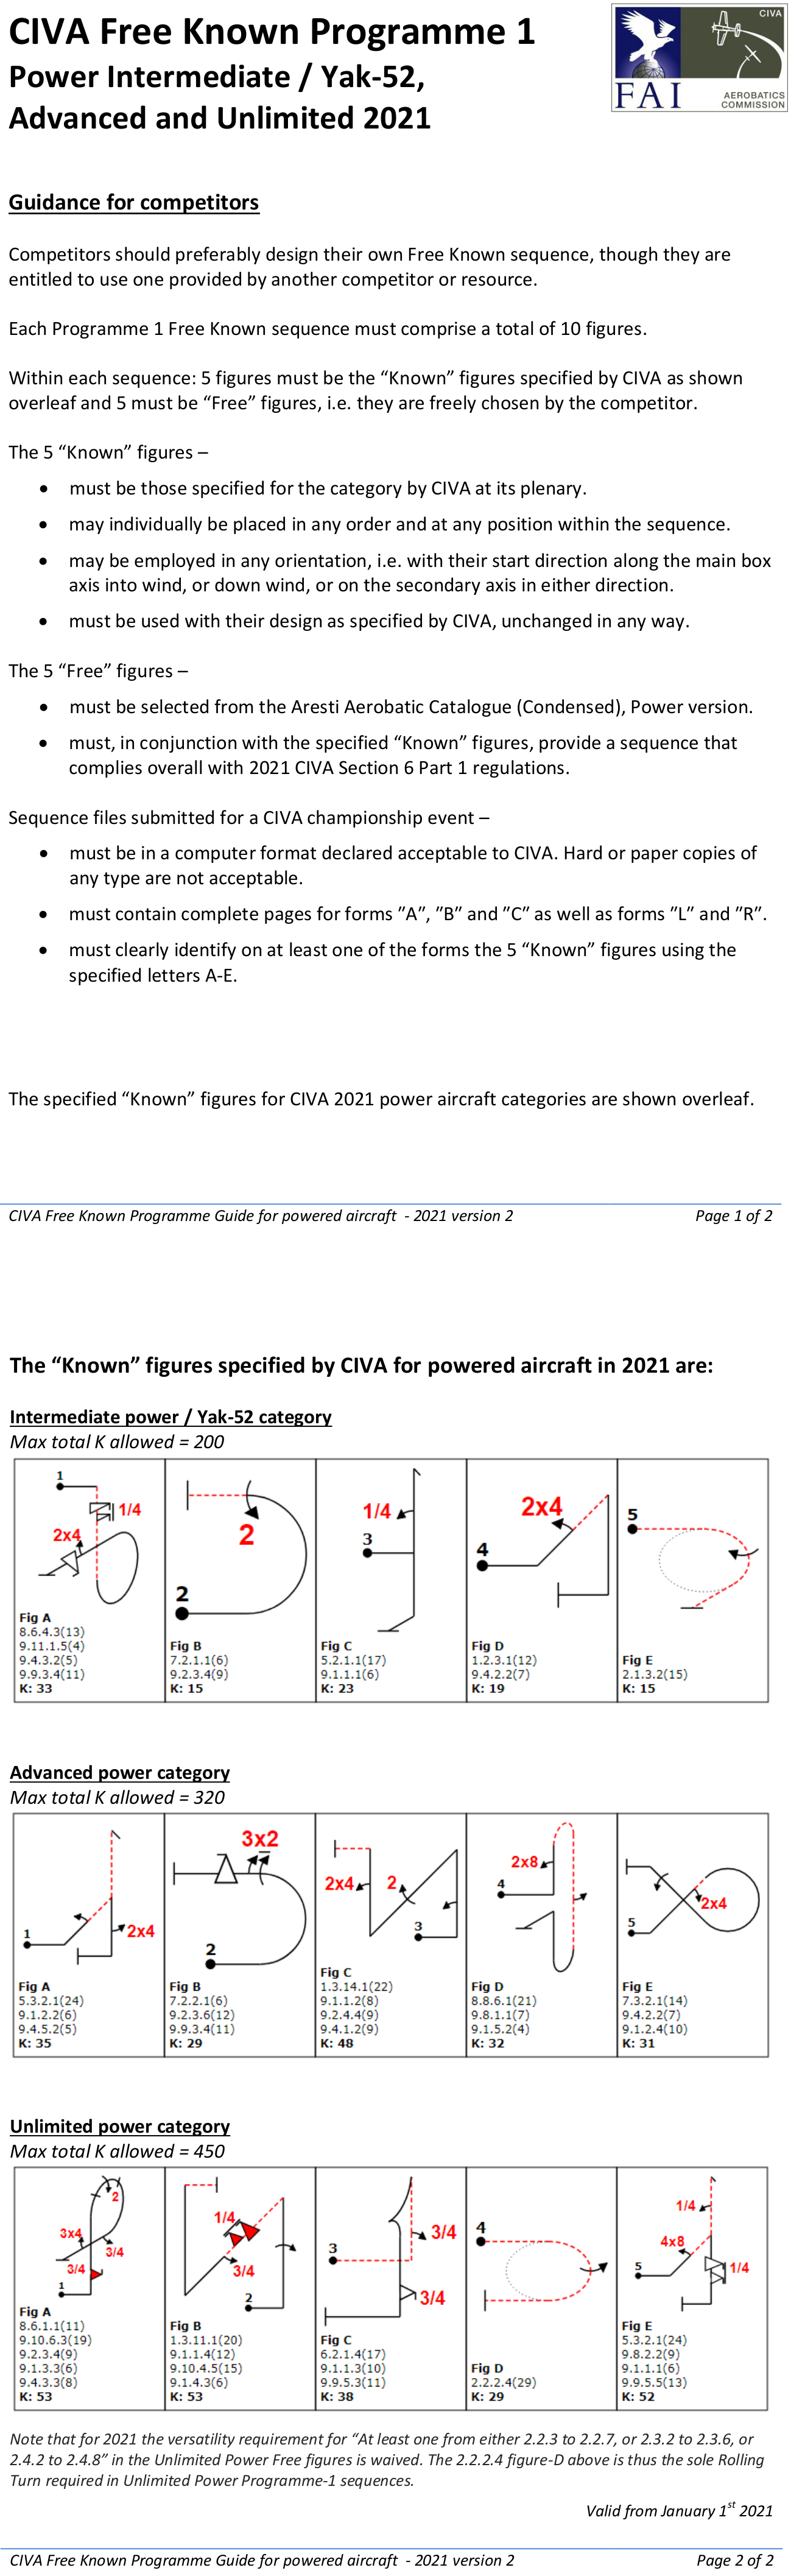 CIVA Free Known Programme 1
Power Intermediate / Yak-52,
Advanced and Unlimited 2021
CIVA
FAI
AEROBATICS
COMMISSION
Guidance for competitors
Competitors should preferably design their own Free Known sequence, though they are
entitled to use one provided by another competitor or resource.
Each Programme 1 Free Known sequence must comprise a total of 10 figures.
Within each sequence: 5 figures must be the “Known” figures specified by CIVA as shown
overleaf and 5 must be “Free” figures, i.e. they are freely chosen by the competitor.
The 5 “Known” figures –
• must be those specified for the category by CIVA at its plenary.
• may individually be placed in any order and at any position within the sequence.
• may be employed in any orientation, i.e. with their start direction along the main box
axis into wind, or down wind, or on the secondary axis in either direction.
• must be used with their design as specified by CIVA, unchanged in any way.
The 5 “Free” figures –
• must be selected from the Aresti Aerobatic Catalogue (Condensed), Power version.
• must, in conjunction with the specified “Known” figures, provide a sequence that
complies overall with 2021 CIVA Section 6 Part 1 regulations.
Sequence files submitted for a CIVA championship event –
• must be in a computer format declared acceptable to CIVA. Hard or paper copies of
any type are not acceptable.
• must contain complete pages for forms ”A”, ”B” and ”C” as well as forms ”L” and ”R”.
• must clearly identify on at least one of the forms the 5 “Known” figures using the
specified letters A-E.
The specified “Known” figures for CIVA 2021 power aircraft categories are shown overleaf.
CIVA Free Known Programme Guide for powered aircraft - 2021 version 2 Page 1 of 2
The “Known” figures specified by CIVA for powered aircraft in 2021 are:
Intermediate power / Yak-52 category
Max total K allowed = 200
1
1/4
2x4
Fig A
8.6.4.3(13)
9.11.1.5(4)
9.4.3.2(5)
9.9.3.4(11)
K: 33
2
2
Fig B
7.2.1.1(6)
9.2.3.4(9)
K: 15
1/4
3
Fig C
5.2.1.1(17)
9.1.1.1(6)
K: 23
2x4
4
Fig D
1.2.3.1(12)
9.4.2.2(7)
K: 19
5
Fig E
2.1.3.2(15)
K: 15
Advanced power category
Max total K allowed = 320
1
2x4
Fig A
5.3.2.1(24)
9.1.2.2(6)
9.4.5.2(5)
K: 35
3x2
2
Fig B
7.2.2.1(6)
9.2.3.6(12)
9.9.3.4(11)
K: 29
2x4
2
3
Fig C
1.3.14.1(22)
9.1.1.2(8)
9.2.4.4(9)
9.4.1.2(9)
K: 48
2x8
4
Fig D
8.8.6.1(21)
9.8.1.1(7)
9.1.5.2(4)
K: 32
2x4
5
Fig E
7.3.2.1(14)
9.4.2.2(7)
9.1.2.4(10)
K: 31
Unlimited power category
Max total K allowed = 450
2
3x4
3/4
3/4
1
Fig A
8.6.1.1(11)
9.10.6.3(19)
9.2.3.4(9)
9.1.3.3(6)
9.4.3.3(8)
K: 53
1/4
3/4
2
Fig B
1.3.11.1(20)
9.1.1.4(12)
9.10.4.5(15)
9.1.4.3(6)
K: 53
3/4
3
3/4
Fig C
6.2.1.4(17)
9.1.1.3(10)
9.9.5.3(11)
K: 38
4
Fig D
2.2.2.4(29)
K: 29
1/4
4x8
5
1/4
Fig E
5.3.2.1(24)
9.8.2.2(9)
9.1.1.1(6)
9.9.5.5(13)
K: 52
Note that for 2021 the versatility requirement for “At least one from either 2.2.3 to 2.2.7, or 2.3.2 to 2.3.6, or
2.4.2 to 2.4.8” in the Unlimited Power Free figures is waived. The 2.2.2.4 figure-D above is thus the sole Rolling
Turn required in Unlimited Power Programme-1 sequences.
Valid from January 1st 2021
CIVA Free Known Programme Guide for powered aircraft - 2021 version 2 Page 2 of 2